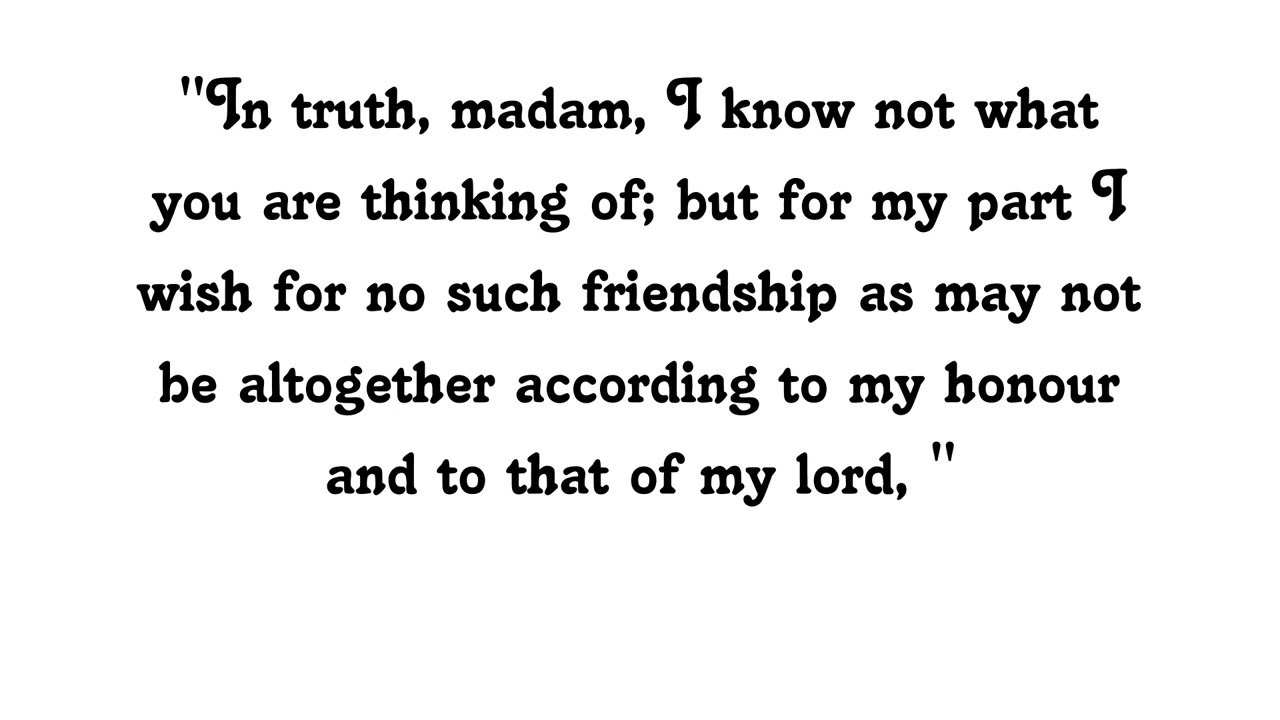 "In truth, madam, I know not what
you are thinking of; but for my part I
wish for no such friendship as may not
be altogether according to my honour
and to that of my lord, "